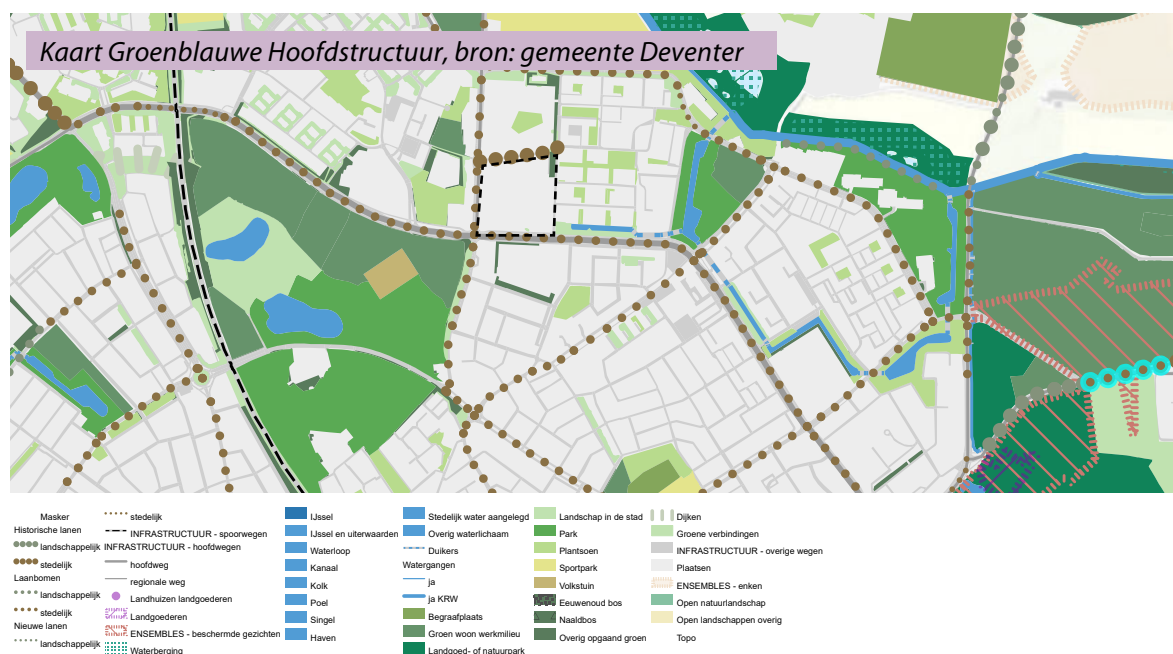 Kaart Groenblauwe Hoofdstructuur, bron: gemeente Deventer
Masker
Historische lanen
landschappelijk
stedelijk
Laanbomen
landschappelijk
stedelijk
Nieuwe lanen
landschappelijk
stedelijk
INFRASTRUCTUUR - spoorwegen
INFRASTRUCTUUR - hoofdwegen
hoofdweg
regionale weg
Landhuizen landgoederen
Landgoederen
ENSEMBLES - beschermde gezichten
Waterberging
IJssel
IJssel en uiterwaarden
Waterloop
Kanaal
Kolk
Poel
Singel
Haven
Stedelijk water aangelegd
Overig waterlichaam
Duikers
Watergangen
ja
ja KRW
Begraafplaats
Groen woon werkmilieu
Landgoed- of natuurpark
Landschap in de stad
Park
Plantsoen
Sportpark
Volkstuin
Eeuwenoud bos
Naaldbos
Overig opgaand groen
Dijken
Groene verbindingen
INFRASTRUCTUUR - overige wegen
Plaatsen
ENSEMBLES - enken
Open natuurlandschap
Open landschappen overig
Topo